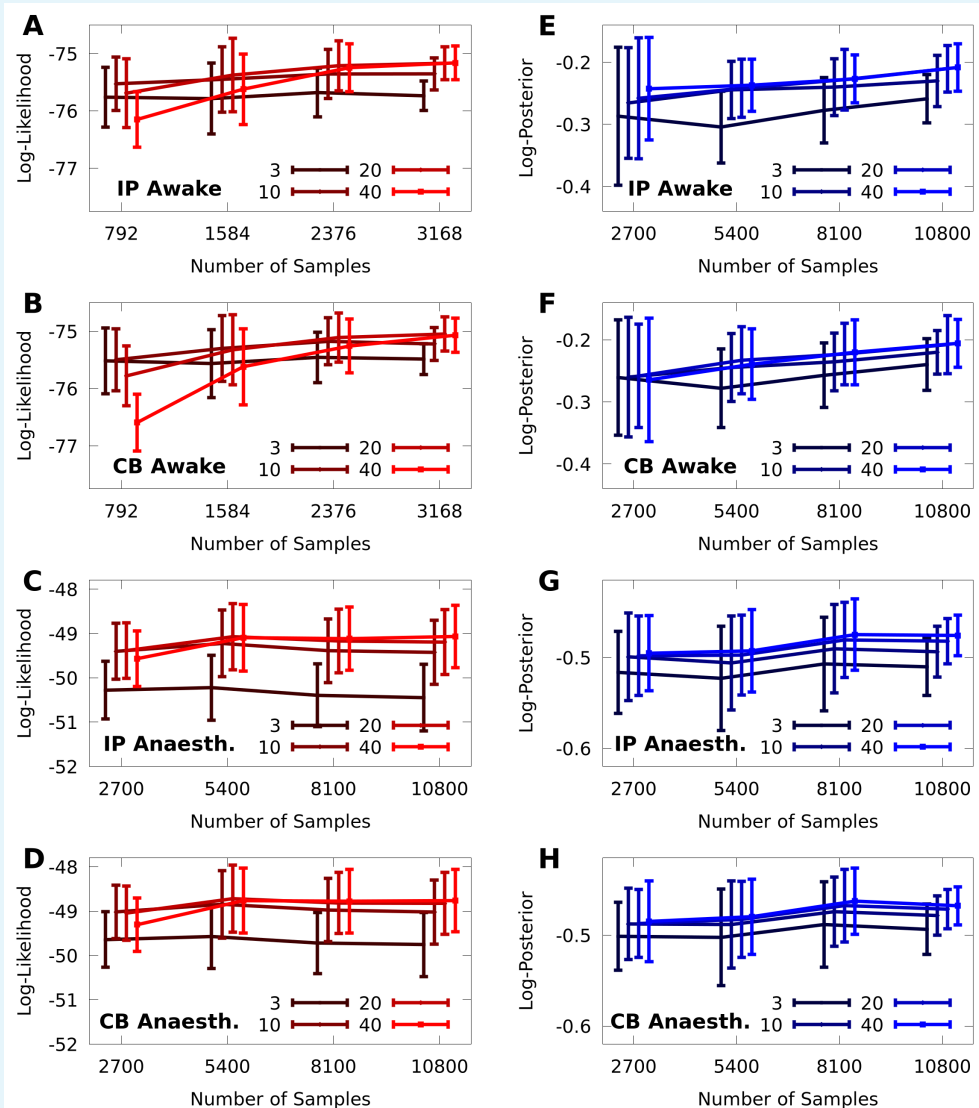 A
Log-Likelihood
-75
-76
-77
3 20
10 40
IP Awake
792 1584 2376 3168
Number of Samples
E
Log-Posterior
-0.2
-0.3
-0.4
3 20
10 40
IP Awake
2700 5400 8100 10800
Number of Samples
B
Log-Likelihood
-75
-76
-77
3 20
10 40
CB Awake
792 1584 2376 3168
Number of Samples
F
Log-Posterior
-0.2
-0.3
-0.4
3 20
10 40
CB Awake
2700 5400 8100 10800
Number of Samples
C
Log-Likelihood
-48
-49
-50
-51
-52
3 20
10 40
IP Anaesth.
2700 5400 8100 10800
Number of Samples
G
Log-Posterior
-0.5
-0.6
3 20
10 40
IP Anaesth.
2700 5400 8100 10800
Number of Samples
D
Log-Likelihood
-48
-49
-50
-51
-52
3 20
10 40
CB Anaesth.
2700 5400 8100 10800
Number of Samples
H
Log-Posterior
-0.5
-0.6
3 20
10 40
CB Anaesth.
2700 5400 8100 10800
Number of Samples